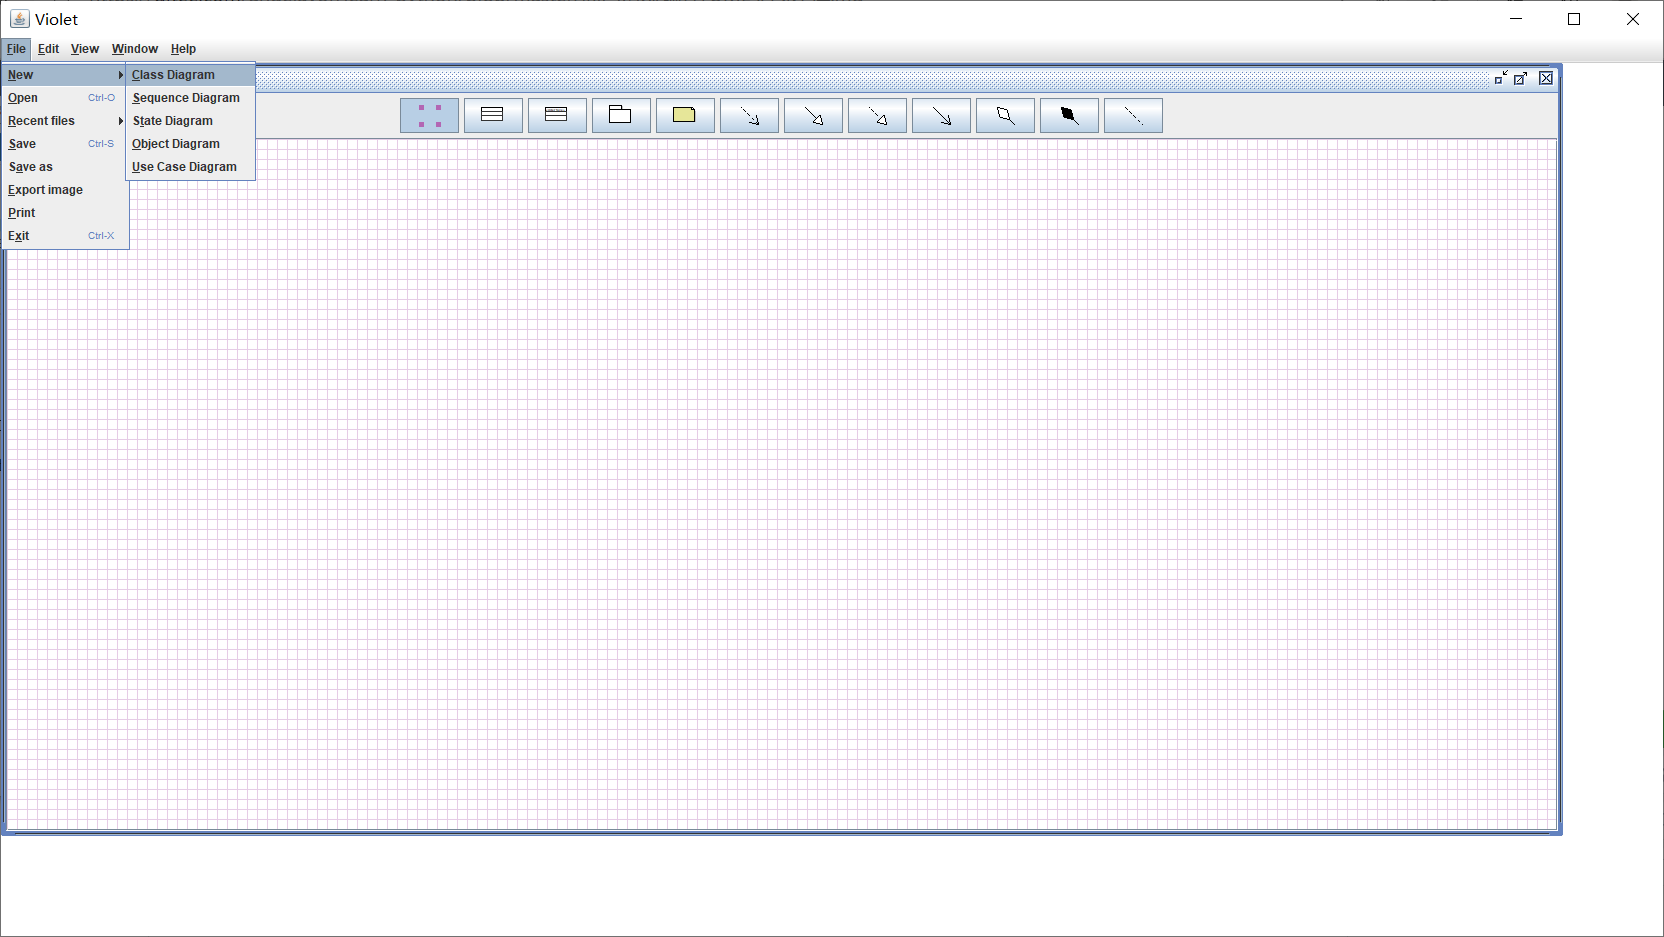 Violet
File Edit View Window Help
New
Open Ctrl-O
Recent files
Save Ctrl-S
Save as
Export image
Print
Exit Ctrl-X
Class Diagram
Sequence Diagram
State Diagram
Object Diagram
Use Case Diagram